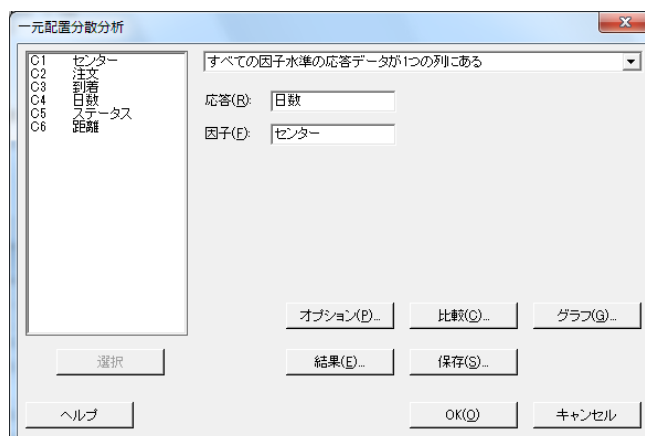 一元配置分散分析
C1 センター
C2 注文
C3 到着
C4 日数
C5 ステータス
C6 距離
すべての因子水準の応答データが1つの列にある
応答(R): 日数
因子(F): センター
オプション(P)... 比較(C)... グラフ(G)...
選択 結果(E)... 保存(S)...
ヘルプ OK(O) キャンセル